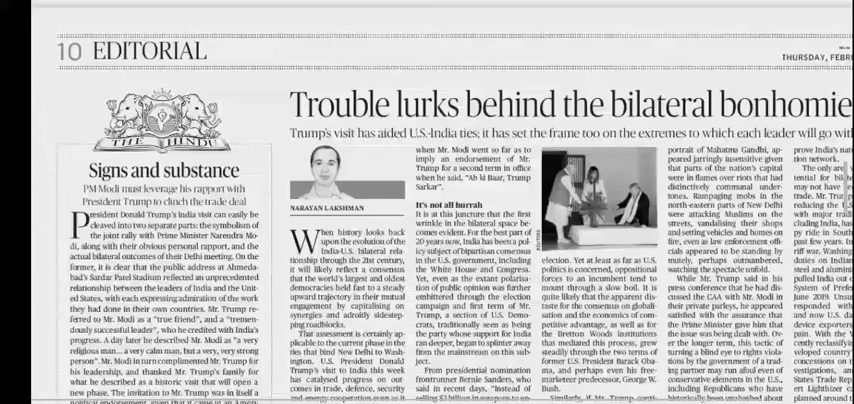 10 EDITORIAL
THURSDAY, FEBRU
THE HINDU
Signs and substance
PM Modi must leverage his rapport with
President Trump to clinch the trade deal
President Donald Trump's India visit can easily be
cleaved into two separate parts: the symbolism of
the joint rally with Prime Minister Narendra Mo-
di, along with their obvious personal rapport, and the
actual bilateral outcomes of their Delhi meeting. On the
former, it is clear that the public address at Ahmeda-
bad's Sardar Patel Stadium reflected an unprecedented
relationship between the leaders of India and the Unit-
ed States, with each expressing admiration of the work
they had done in their own countries. Mr. Trump re-
ferred to Mr. Modi as a "true friend", and a "tremen-
dously successful leader", who he credited with India's
progress. A day later he described Mr. Modi as "a very
religious man... a very calm man, but a very, very strong
person". Mr. Modi in turn complimented Mr. Trump for
his leadership, and thanked Mr. Trump's family for
what he described as a historic visit that will open a
new phase. The invitation to Mr. Trump was in itself a
Trouble lurks behind the bilateral bonhomie
Trump's visit has aided U.S.-India ties; it has set the frame too on the extremes to which each leader will go wit
NARAYAN LAKSHMAN
When history looks back
upon the evolution of the
India-U.S. bilateral rela-
tionship through the 21st century,
it will likely reflect a consensus
that the world's largest and oldest
democracies held fast to a steady
upward trajectory in their mutual
engagement by capitalising on
synergies and adroitly sidestep-
ping roadblocks.
That assessment is certainly ap-
plicable to the current phase in the
ties that bind New Delhi to Wash-
ington. U.S. President Donald
Trump's visit to India this week
has catalysed progress on out-
comes in trade, defence, security
and energy cooperation even as it
when Mr. Modi went so far as to
imply an endorsement of Mr.
Trump for a second term in office
when he said, "Ab ki Baar, Trump
Sarkar".
It's not all hurrah
It is at this juncture that the first
wrinkle in the bilateral space be-
comes evident. For the best part of
20 years now, India has been a pol-
icy subject of bipartisan consensus
in the U.S. government, including
the White House and Congress.
Yet, even as the extant polarisa-
tion of public opinion was further
embittered through the election
campaign and first term of Mr.
Trump, a section of U.S. Demo-
crats, traditionally seen as being
the party whose support for India
ran deeper, began to splinter away
from the mainstream on this sub-
ject.
From presidential nomination
frontrunner Bernie Sanders, who
said in recent days, "Instead of
REUTERS
election. Yet at least as far as U.S.
politics is concerned, oppositional
forces to an incumbent tend to
mount through a slow boil. It is
quite likely that the apparent dis-
taste for the consensus on globali-
sation and the economics of com-
petitive advantage, as well as for
the Bretton Woods institutions
that mediated this process, grew
steadily through the two terms of
former U.S. President Barack Oba-
ma, and perhaps even his free-
marketeer predecessor, George W.
Bush.
portrait of Mahatma Gandhi, ap-
peared jarringly insensitive given
that parts of the nation's capital
were in flames over riots that had
distinctively communal under-
tones. Rampaging mobs in the
north-eastern parts of New Delhi
were attacking Muslims on the
streets, vandalising their shops
and setting vehicles and homes on
fire, even as law enforcement offi-
cials appeared to be standing by
mutely, perhaps outnumbered,
watching the spectacle unfold.
While Mr. Trump said in his
press conference that he had dis-
cussed the CAA with Mr. Modi in
their private parleys, he appeared
satisfied with the assurance that
the Prime Minister gave him that
the issue was being dealt with. Ov-
er the longer term, this tactic of
turning a blind eye to rights viola-
tions by the government of a trad-
ing partner may run afoul even of
conservative elements in the U.S.,
including Republicans who have
historically been unabashed about
prove India's nat
tion network.
The only are
tential for bil
may not have
trade. Mr. Tru
reducing the U.S
with major tradi
cluding India, has
py ride in South
past few years. In
riff war, Washing
duties on Indian
steel and alumini
pulled India out
System of Prefer
June 2019. Unsu
responded with
and now U.S. da
device exporters
pain. With the
cently reclassifyin
veloped country
concessions on t
vestigations, an
States Trade Rep
ert Lighthizer c
planned around t